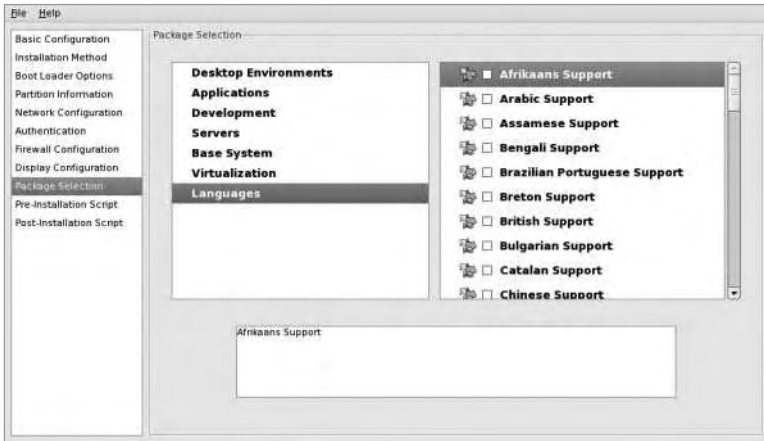 File Help
Basic Configuration
Installation Method
Boot Loader Options
Partition Information
Network Configuration
Authentication
Firewall Configuration
Display Configuration
Package Selection
Pre-Installation Script
Post-Installation Script
Package Selection
Desktop Environments
Applications
Development
Servers
Base System
Virtualization
Languages
Afrikaans Support
Arabic Support
Assamese Support
Bengali Support
Brazilian Portuguese Support
Breton Support
British Support
Bulgarian Support
Catalan Support
Chinese Support
Afrikaans Support